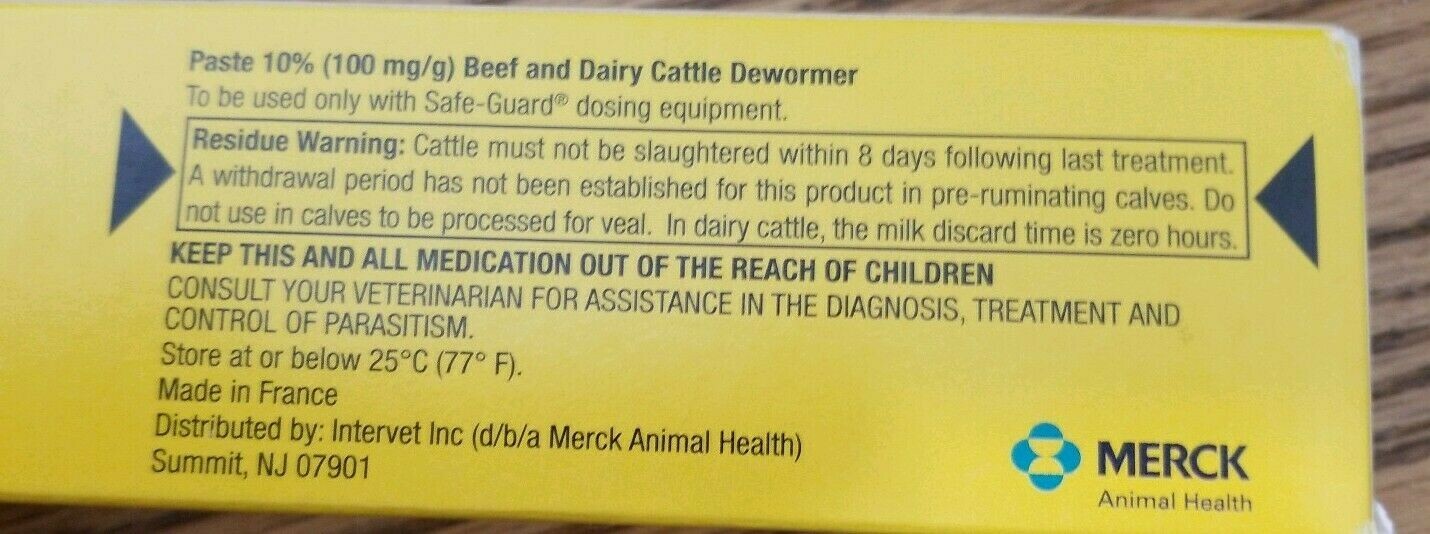 Paste 10% (100 mg/g) Beef and Dairy Cattle Dewormer
To be used only with Safe-Guard® dosing equipment.
Residue Warning: Cattle must not be slaughtered within 8 days following last treatment.
A withdrawal period has not been established for this product in pre-ruminating calves. Do
not use in calves to be processed for veal. In dairy cattle, the milk discard time is zero hours.
KEEP THIS AND ALL MEDICATION OUT OF THE REACH OF CHILDREN
CONSULT YOUR VETERINARIAN FOR ASSISTANCE IN THE DIAGNOSIS, TREATMENT AND
CONTROL OF PARASITISM.
Store at or below 25°C (77° F).
Made in France
Distributed by: Intervet Inc (d/b/a Merck Animal Health)
Summit, NJ 07901
MERCK
Animal Health